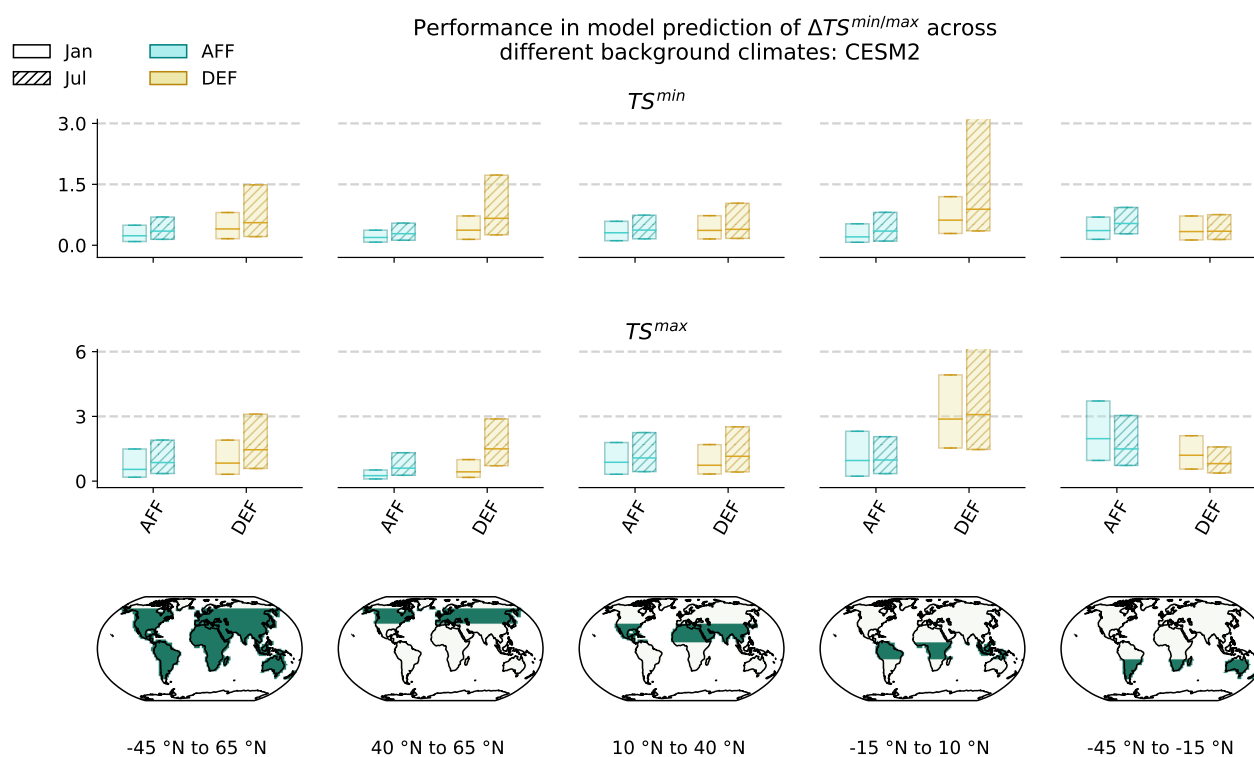 Performance in model prediction of ΔTS^min/max across
different background climates: CESM2
Jan
AFF
Jul
DEF
TS^min
3.0
1.5
0.0
TS^max
6
3
0
AFF
DEF
AFF
DEF
AFF
DEF
AFF
DEF
AFF
DEF
-45 °N to 65 °N
40 °N to 65 °N
10 °N to 40 °N
-15 °N to 10 °N
-45 °N to -15 °N